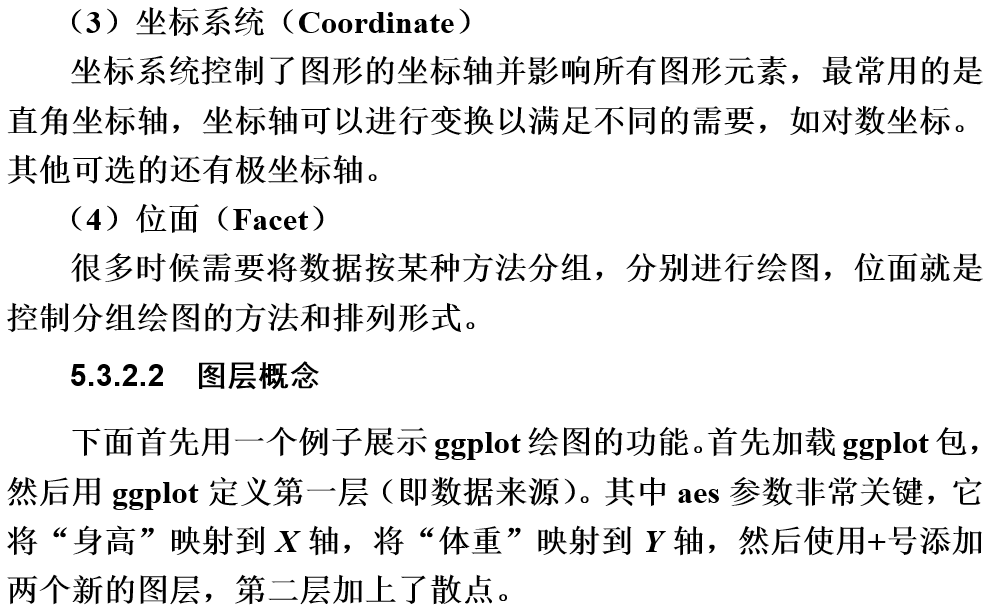 （3）坐标系统（Coordinate）
坐标系统控制了图形的坐标轴并影响所有图形元素，最常用的是
直角坐标轴，坐标轴可以进行变换以满足不同的需要，如对数坐标。
其他可选的还有极坐标轴。
（4）位面（Facet）
很多时候需要将数据按某种方法分组，分别进行绘图，位面就是
控制分组绘图的方法和排列形式。
5.3.2.2 图层概念
下面首先用一个例子展示 ggplot 绘图的功能。首先加载 ggplot 包，
然后用 ggplot 定义第一层（即数据来源）。其中 aes 参数非常关键，它
将“身高”映射到 X 轴，将“体重”映射到 Y 轴，然后使用+号添加
两个新的图层，第二层加上了散点。